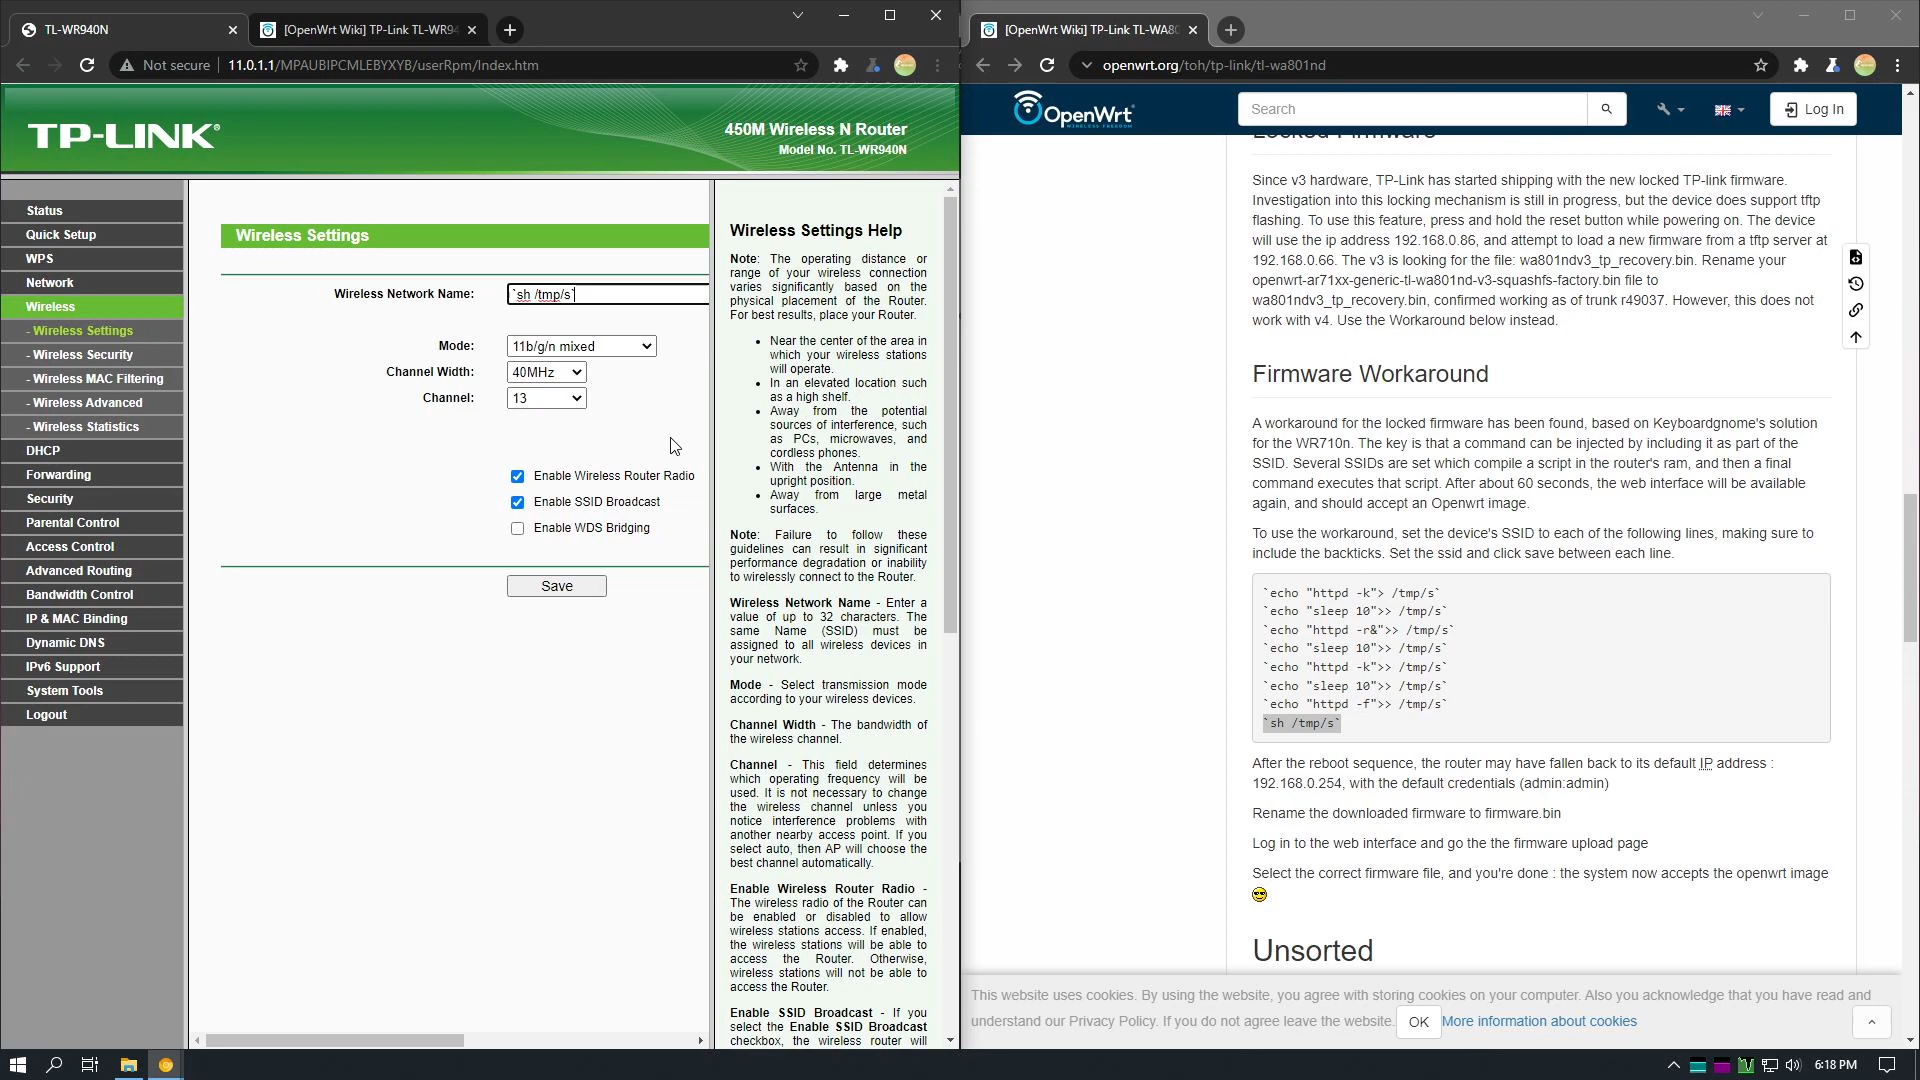 TL-WR940N
[OpenWrt Wiki] TP-Link TL-WR94
Not secure
11.0.1.1/MPAUBIPCMLEBYXYB/userRpm/Index.htm
TP-LINK®
450M Wireless N Router
Model No. TL-WR940N
Status
Quick Setup
WPS
Network
Wireless
- Wireless Settings
- Wireless Security
- Wireless MAC Filtering
- Wireless Advanced
- Wireless Statistics
DHCP
Forwarding
Security
Parental Control
Access Control
Advanced Routing
Bandwidth Control
IP & MAC Binding
Dynamic DNS
IPv6 Support
System Tools
Logout
Wireless Settings
Wireless Network Name: `sh /tmp/s`
Mode: 11b/g/n mixed
Channel Width: 40MHz
Channel: 13
Enable Wireless Router Radio
Enable SSID Broadcast
Enable WDS Bridging
Save
Wireless Settings Help
Note: The operating distance or
range of your wireless connection
varies significantly based on the
physical placement of the Router.
For best results, place your Router.
• Near the center of the area in
which your wireless stations
will operate.
• In an elevated location such
as a high shelf.
• Away from the potential
sources of interference, such
as PCs, microwaves, and
cordless phones.
• With the Antenna in the
upright position.
• Away from large metal
surfaces.
Note: Failure to follow these
guidelines can result in significant
performance degradation or inability
to wirelessly connect to the Router.
Wireless Network Name - Enter a
value of up to 32 characters. The
same Name (SSID) must be
assigned to all wireless devices in
your network.
Mode - Select transmission mode
according to your wireless devices.
Channel Width - The bandwidth of
the wireless channel.
Channel - This field determines
which operating frequency will be
used. It is not necessary to change
the wireless channel unless you
notice interference problems with
another nearby access point. If you
select auto, then AP will choose the
best channel automatically.
Enable Wireless Router Radio -
The wireless radio of the Router can
be enabled or disabled to allow
wireless stations access. If enabled,
the wireless stations will be able to
access the Router. Otherwise,
wireless stations will not be able to
access the Router.
Enable SSID Broadcast - If you
select the Enable SSID Broadcast
checkbox, the wireless router will
[OpenWrt Wiki] TP-Link TL-WA80
openwrt.org/toh/tp-link/tl-wa801nd
OpenWrt
WIRELESS FREEDOM
Search
Log In
Locked Firmware
Since v3 hardware, TP-Link has started shipping with the new locked TP-link firmware.
Investigation into this locking mechanism is still in progress, but the device does support tftp
flashing. To use this feature, press and hold the reset button while powering on. The device
will use the ip address 192.168.0.86, and attempt to load a new firmware from a tftp server at
192.168.0.66. The v3 is looking for the file: wa801ndv3_tp_recovery.bin. Rename your
openwrt-ar71xx-generic-tl-wa801nd-v3-squashfs-factory.bin file to
wa801ndv3_tp_recovery.bin, confirmed working as of trunk r49037. However, this does not
work with v4. Use the Workaround below instead.
Firmware Workaround
A workaround for the locked firmware has been found, based on Keyboardgnome's solution
for the WR710n. The key is that a command can be injected by including it as part of the
SSID. Several SSIDs are set which compile a script in the router's ram, and then a final
command executes that script. After about 60 seconds, the web interface will be available
again, and should accept an Openwrt image.
To use the workaround, set the device's SSID to each of the following lines, making sure to
include the backticks. Set the ssid and click save between each line.
`echo "httpd -k"> /tmp/s`
`echo "sleep 10">> /tmp/s`
`echo "httpd -r&">> /tmp/s`
`echo "sleep 10">> /tmp/s`
`echo "httpd -k">> /tmp/s`
`echo "sleep 10">> /tmp/s`
`echo "httpd -f">> /tmp/s`
`sh /tmp/s`
After the reboot sequence, the router may have fallen back to its default IP address :
192.168.0.254, with the default credentials (admin:admin)
Rename the downloaded firmware to firmware.bin
Log in to the web interface and go the the firmware upload page
Select the correct firmware file, and you're done : the system now accepts the openwrt image
Unsorted
This website uses cookies. By using the website, you agree with storing cookies on your computer. Also you acknowledge that you have read and
understand our Privacy Policy. If you do not agree leave the website. OK More information about cookies
6:18 PM